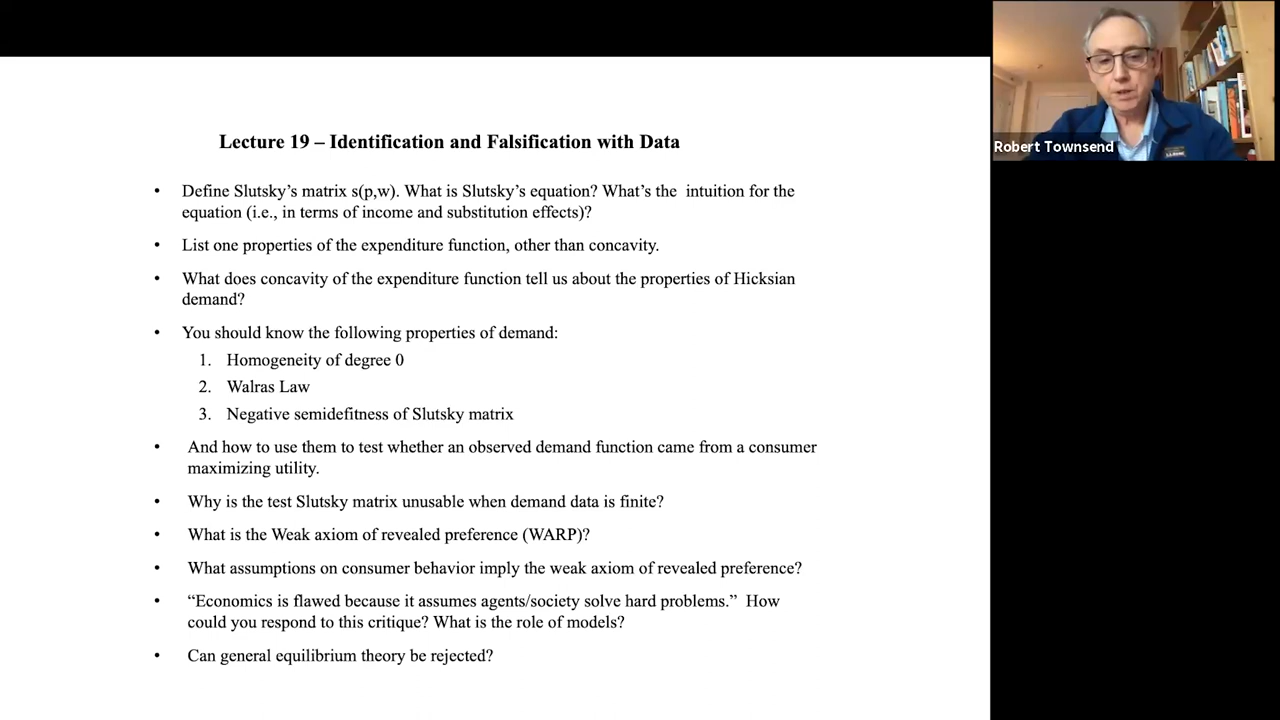 Lecture 19 – Identification and Falsification with Data
• Define Slutsky’s matrix s(p,w). What is Slutsky’s equation? What’s the intuition for the
equation (i.e., in terms of income and substitution effects)?
• List one properties of the expenditure function, other than concavity.
• What does concavity of the expenditure function tell us about the properties of Hicksian
demand?
• You should know the following properties of demand:
1. Homogeneity of degree 0
2. Walras Law
3. Negative semidefitness of Slutsky matrix
• And how to use them to test whether an observed demand function came from a consumer
maximizing utility.
• Why is the test Slutsky matrix unusable when demand data is finite?
• What is the Weak axiom of revealed preference (WARP)?
• What assumptions on consumer behavior imply the weak axiom of revealed preference?
• “Economics is flawed because it assumes agents/society solve hard problems.” How
could you respond to this critique? What is the role of models?
• Can general equilibrium theory be rejected?
Robert Townsend